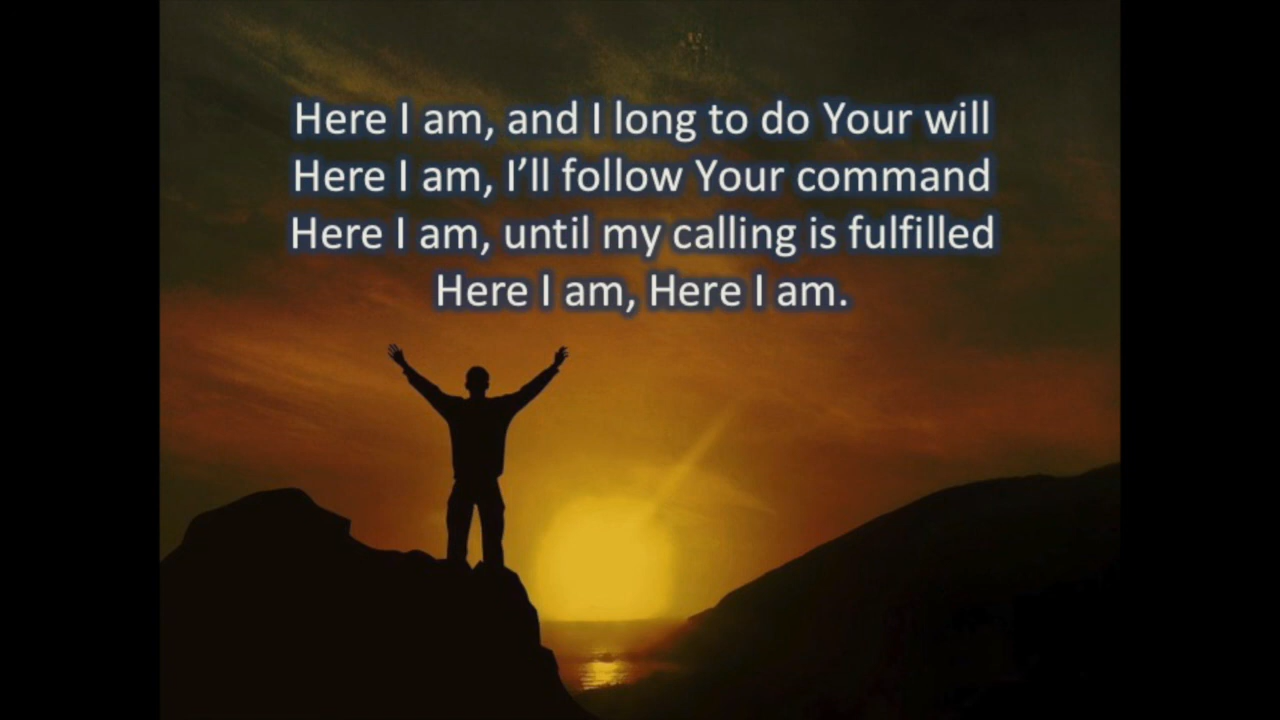 Here I am, and I long to do Your will
Here I am, I’ll follow Your command
Here I am, until my calling is fulfilled
Here I am, Here I am.